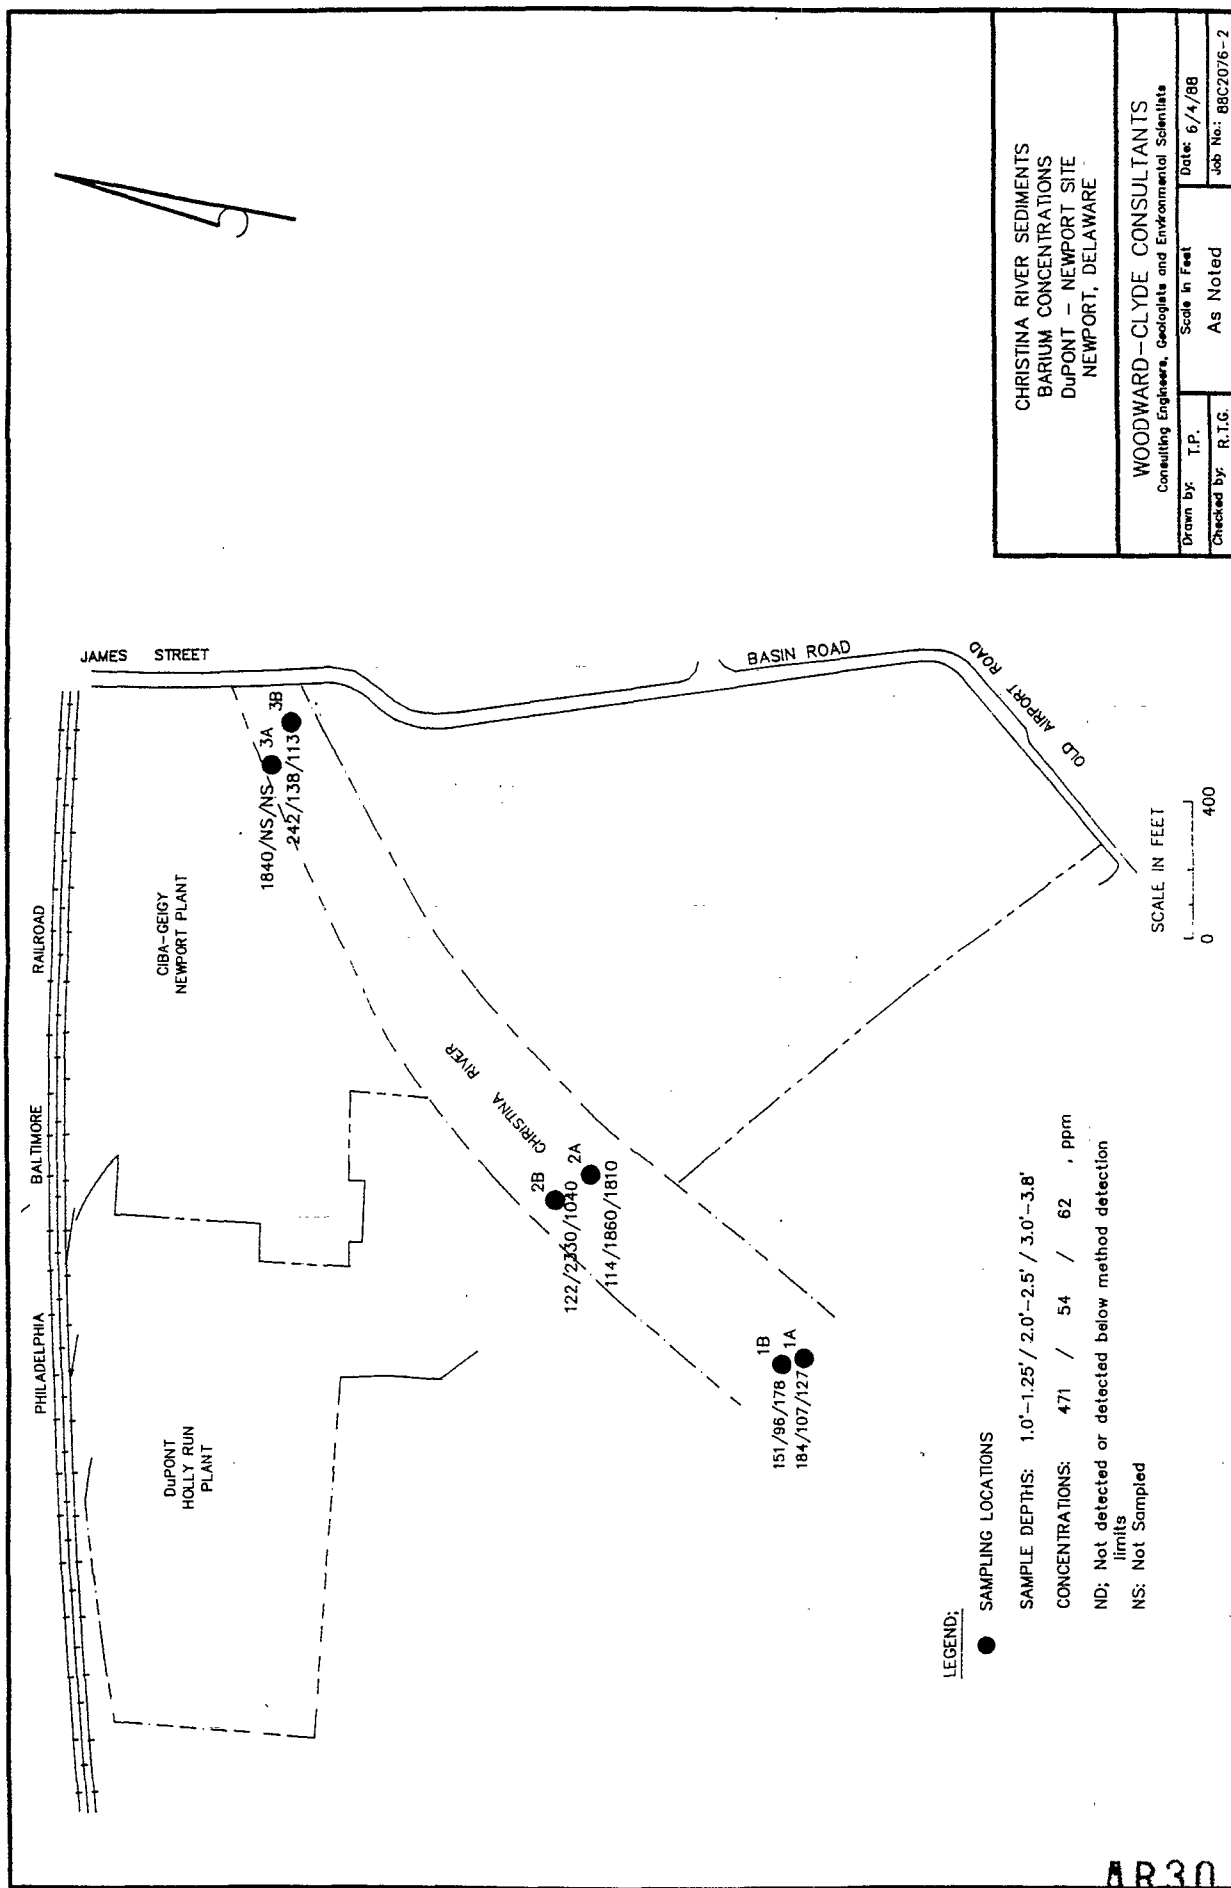 PHILADELPHIA BALTIMORE RAILROAD
JAMES STREET
DuPONT
HOLLY RUN
PLANT
CIBA-GEIGY
NEWPORT PLANT
3A
1840/NS/NS
3B
242/138/113
CHRISTINA RIVER
2B
122/2330/1040
2A
114/1860/1810
1B
151/96/178
1A
184/107/127
BASIN ROAD
OLD AIRPORT ROAD
LEGEND:
SAMPLING LOCATIONS
SAMPLE DEPTHS: 1.0'-1.25' / 2.0'-2.5' / 3.0'-3.8'
CONCENTRATIONS: 471 / 54 / 62 , ppm
ND; Not detected or detected below method detection
limits
NS: Not Sampled
SCALE IN FEET
0 400
CHRISTINA RIVER SEDIMENTS
BARIUM CONCENTRATIONS
DuPONT - NEWPORT SITE
NEWPORT, DELAWARE
WOODWARD-CLYDE CONSULTANTS
Consulting Engineers, Geologists and Environmental Scientists
Drawn by: T.P. Scale in Feet Date: 6/4/88
Checked by: R.T.G. As Noted Job No.: 88C2076-2
AR30